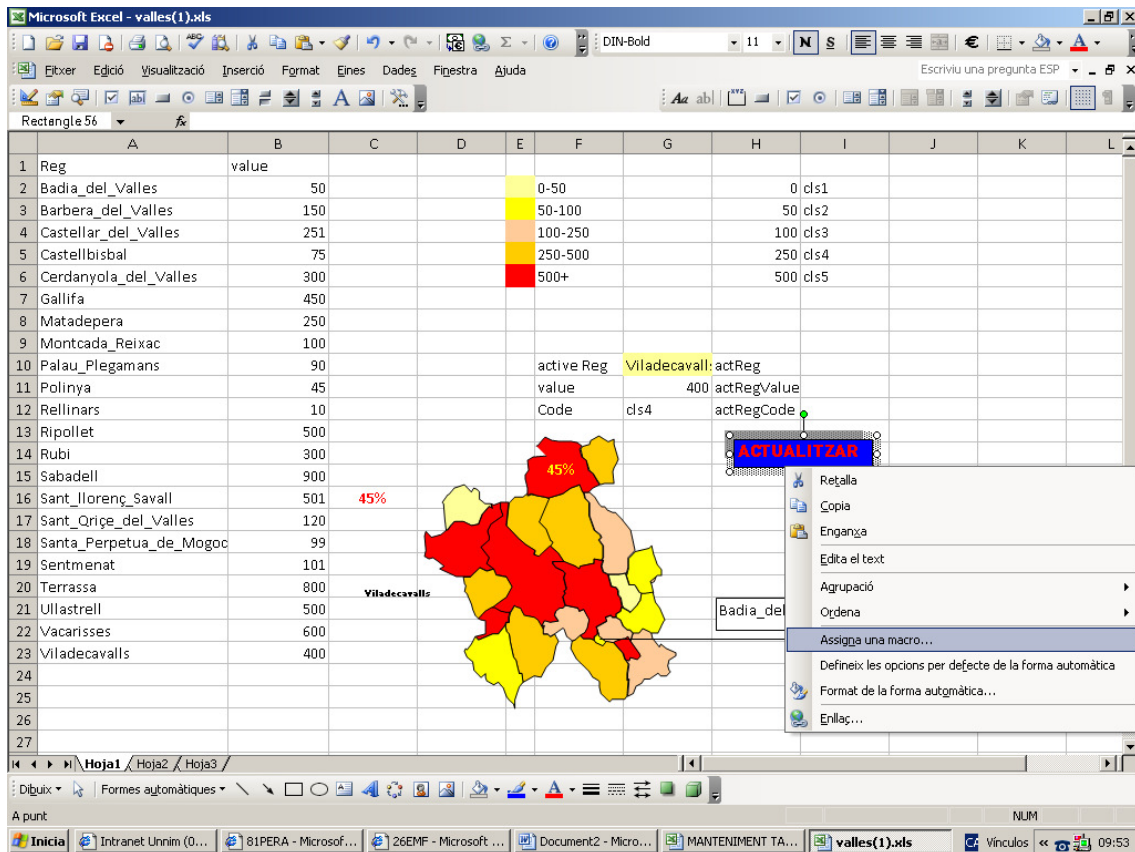 Microsoft Excel - valles(1).xls
DIN-Bold 11 N S €
Fitxer Edició Visualització Inserció Format Eines Dades Finestra Ajuda Escriviu una pregunta ESP
Aa ab
Rectangle 56 fx
A B C D E F G H I J K L
1 Reg value
2 Badia_del_Valles 50 0-50 0 cls1
3 Barbera_del_Valles 150 50-100 50 cls2
4 Castellar_del_Valles 251 100-250 100 cls3
5 Castellbisbal 75 250-500 250 cls4
6 Cerdanyola_del_Valles 300 500+ 500 cls5
7 Gallifa 450
8 Matadepera 250
9 Montcada_Reixac 100
10 Palau_Plegamans 90 active Reg Viladecavall: actReg
11 Polinya 45 value 400 actRegValue
12 Rellinars 10 Code cls4 actRegCode
13 Ripollet 500
14 Rubi 300 ACTUALITZAR
15 Sabadell 900 45%
16 Sant_llorenç_Savall 501 45%
17 Sant_Qriçe_del_Valles 120
18 Santa_Perpetua_de_Mogoc 99
19 Sentmenat 101
20 Terrassa 800 Viladecavalls
21 Ullastrell 500 Badia_del
22 Vacarisses 600
23 Viladecavalls 400
24
25
26
27
Retalla
Copia
Enganxa
Edita el text
Agrupació
Ordena
Assigna una macro...
Defineix les opcions per defecte de la forma automàtica
Format de la forma automàtica...
Enllaç...
Hoja1 Hoja2 Hoja3
Dibuix Formes automàtiques
A punt NUM
Inicia Intranet Unnim (0... 81PERA - Microsof... 26EMF - Microsoft ... Document2 - Micro... MANTENIMENT TA... valles(1).xls Vínculos 09:53